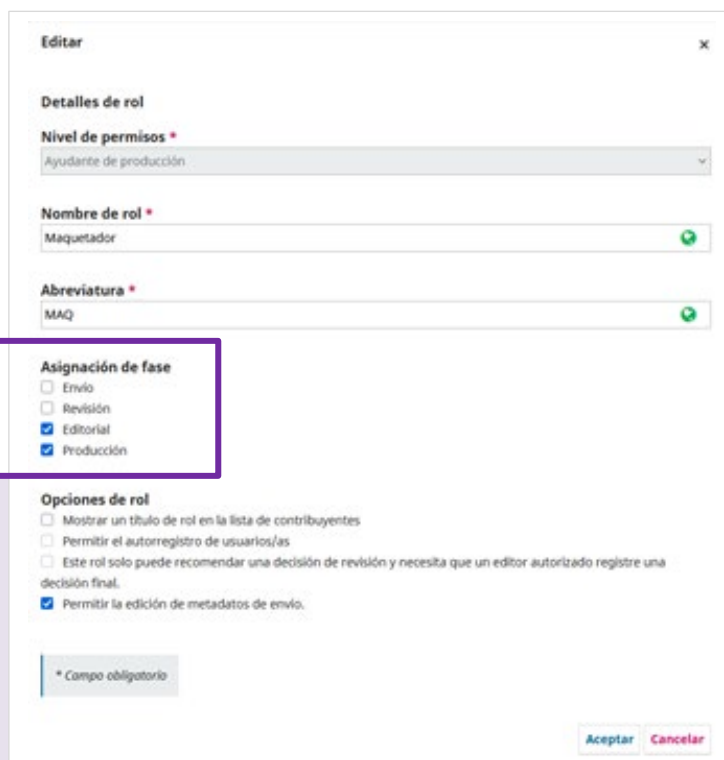 Editar
×
Detalles de rol
Nivel de permisos *
Ayudante de producción
Nombre de rol *
Maquetador
Abreviatura *
MAQ
Asignación de fase
Envío
Revisión
Editorial
Producción
Opciones de rol
Mostrar un título de rol en la lista de contribuyentes
Permitir el autorregistro de usuarios/as
Este rol solo puede recomendar una decisión de revisión y necesita que un editor autorizado registre una
decisión final.
Permitir la edición de metadatos de envío.
* Campo obligatorio
Aceptar Cancelar